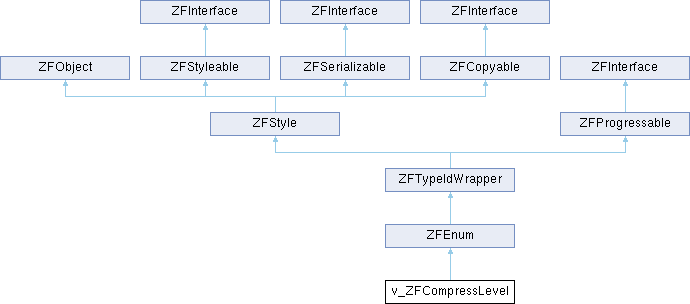 ZFInterface
ZFInterface
ZFInterface
ZFObject
ZFStyleable
ZFSerializable
ZFCopyable
ZFInterface
ZFStyle
ZFProgressable
ZFTypeIdWrapper
ZFEnum
v_ZFCompressLevel